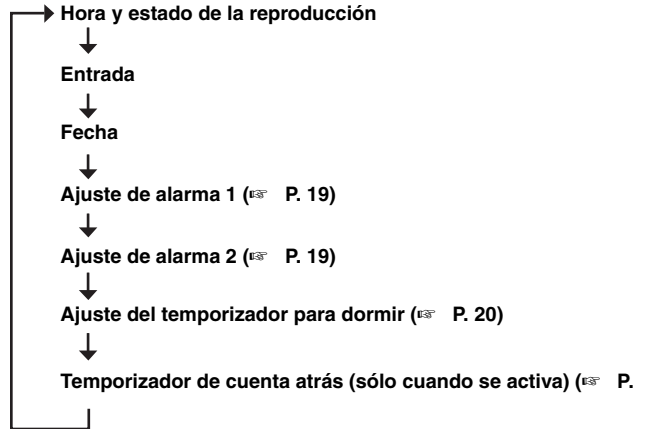 Hora y estado de la reproducción
Entrada
Fecha
Ajuste de alarma 1 (☞ P. 19)
Ajuste de alarma 2 (☞ P. 19)
Ajuste del temporizador para dormir (☞ P. 20)
Temporizador de cuenta atrás (sólo cuando se activa) (☞ P.